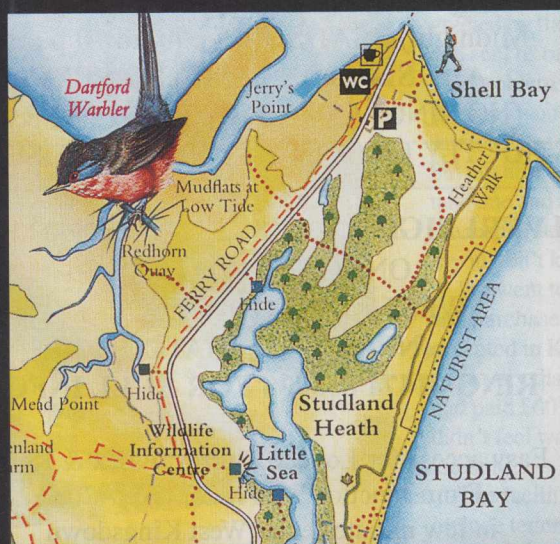 Dartford
Warbler
Jerry's
Point
WC
P
Shell Bay
Mudflats at
Low Tide
Heather
Walk
Redhorn
Quay
FERRY ROAD
Hide
NATURIST AREA
Mead Point
Hide
Studland
Heath
Wildlife
Information
Centre
Little
Sea
Hide
STUDLAND
BAY